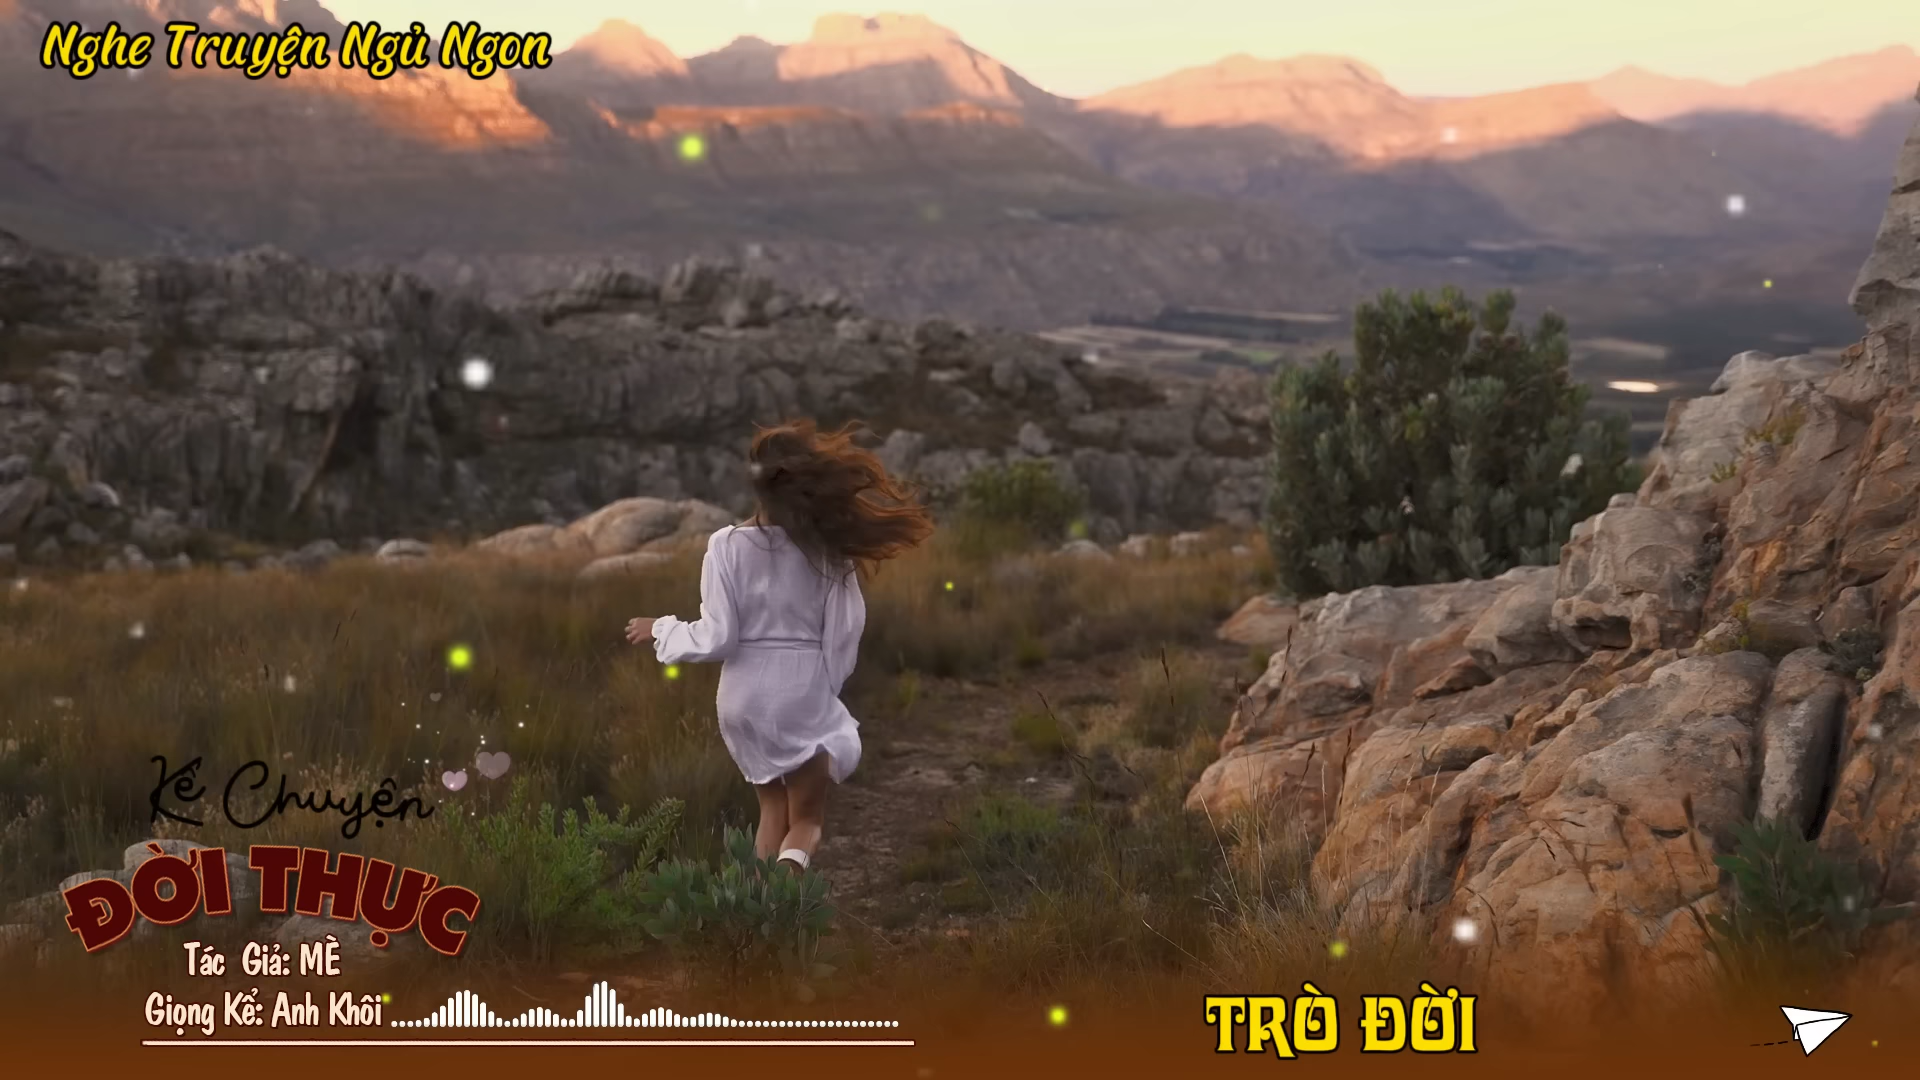 Nghe Truyện Ngủ Ngon
Kể Chuyện
ĐỜI THỰC
Tác Giả: MÈ
Giọng Kể: Anh Khôi
TRÒ ĐỜI